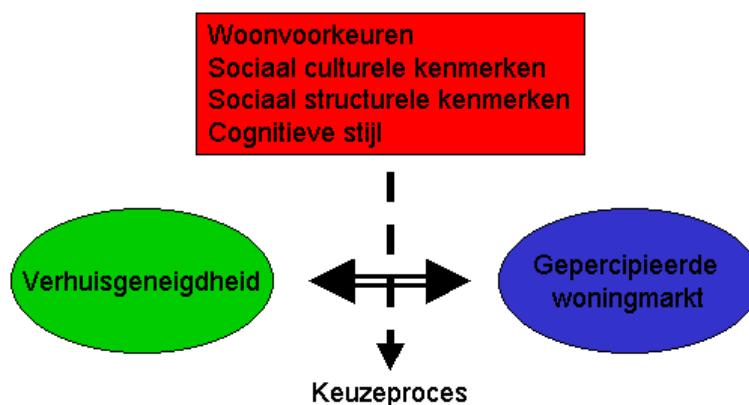 Woonvoorkeuren
Sociaal culturele kenmerken
Sociaal structurele kenmerken
Cognitieve stijl
Verhuisgeneigdheid
Gepercipieerde
woningmarkt
Keuzeproces